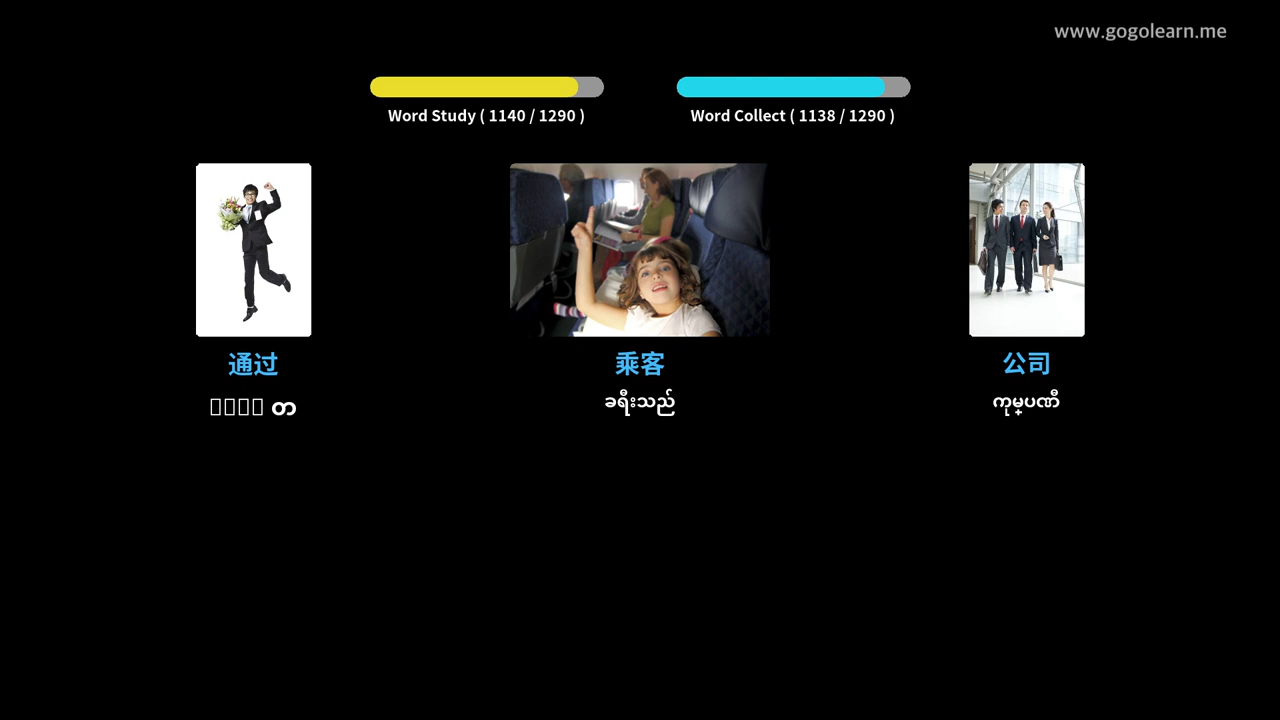 www.gogolearn.me
Word Study ( 1140 / 1290 )
Word Collect ( 1138 / 1290 )
通过
乘客
公司
တာ
ခရီးသည်
ကုမ္ပဏီ